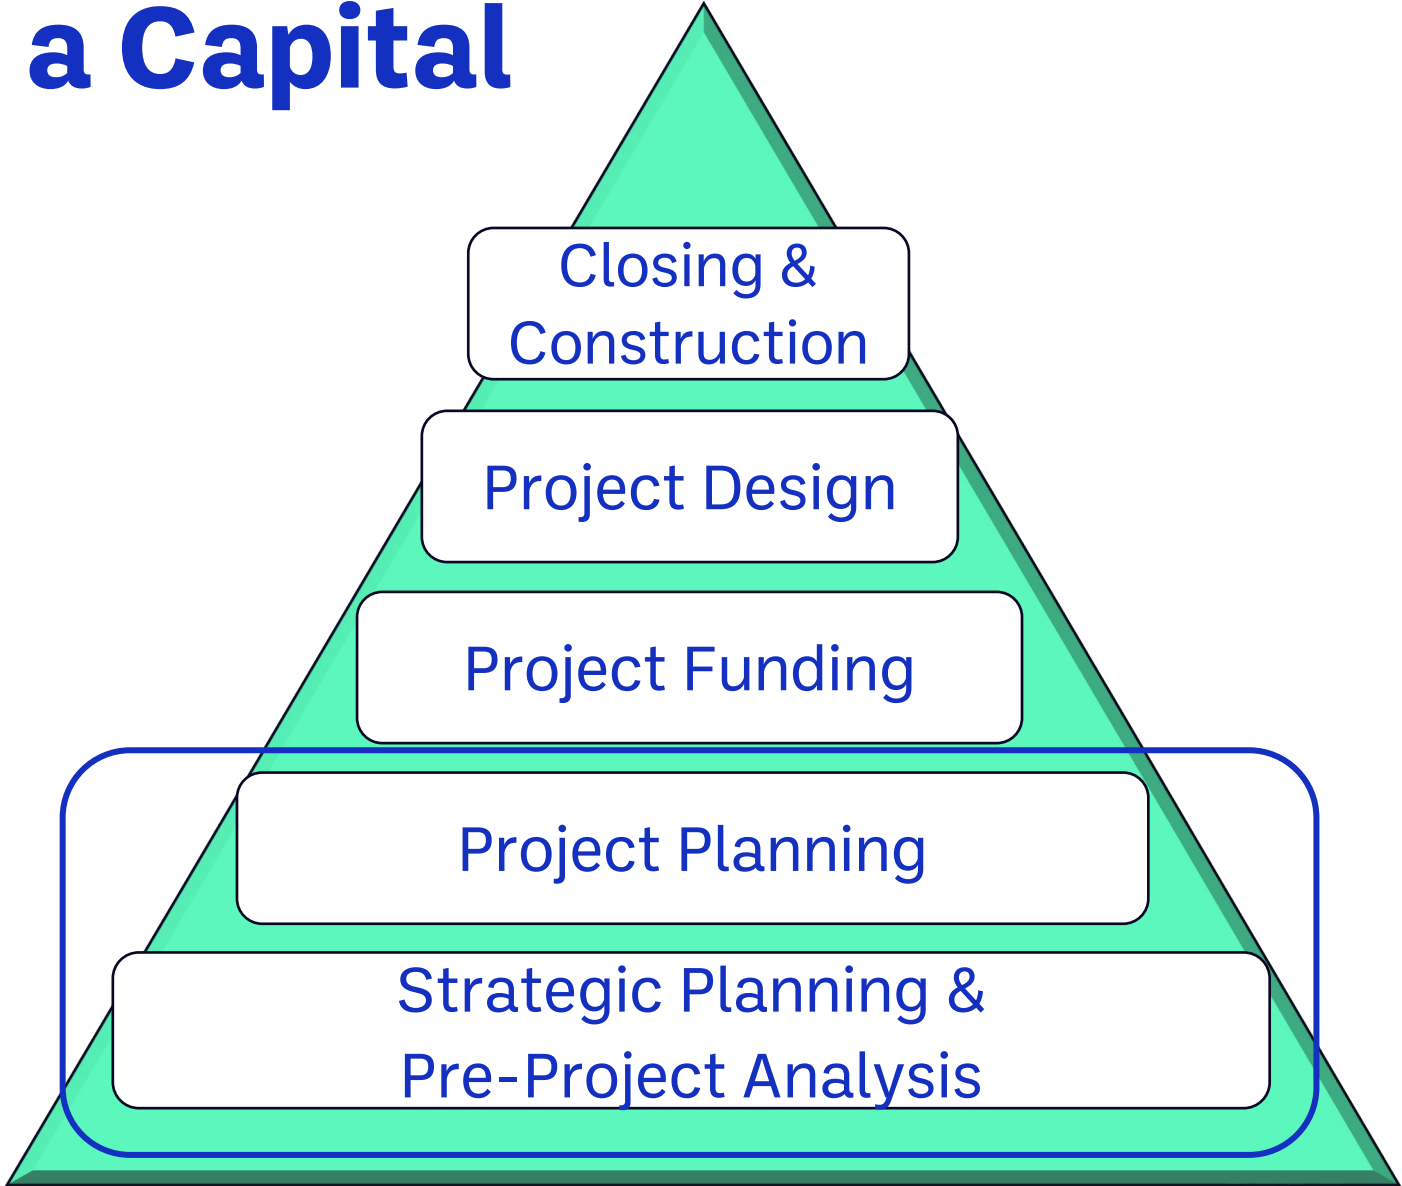 a Capital
Closing &
Construction
Project Design
Project Funding
Project Planning
Strategic Planning &
Pre-Project Analysis